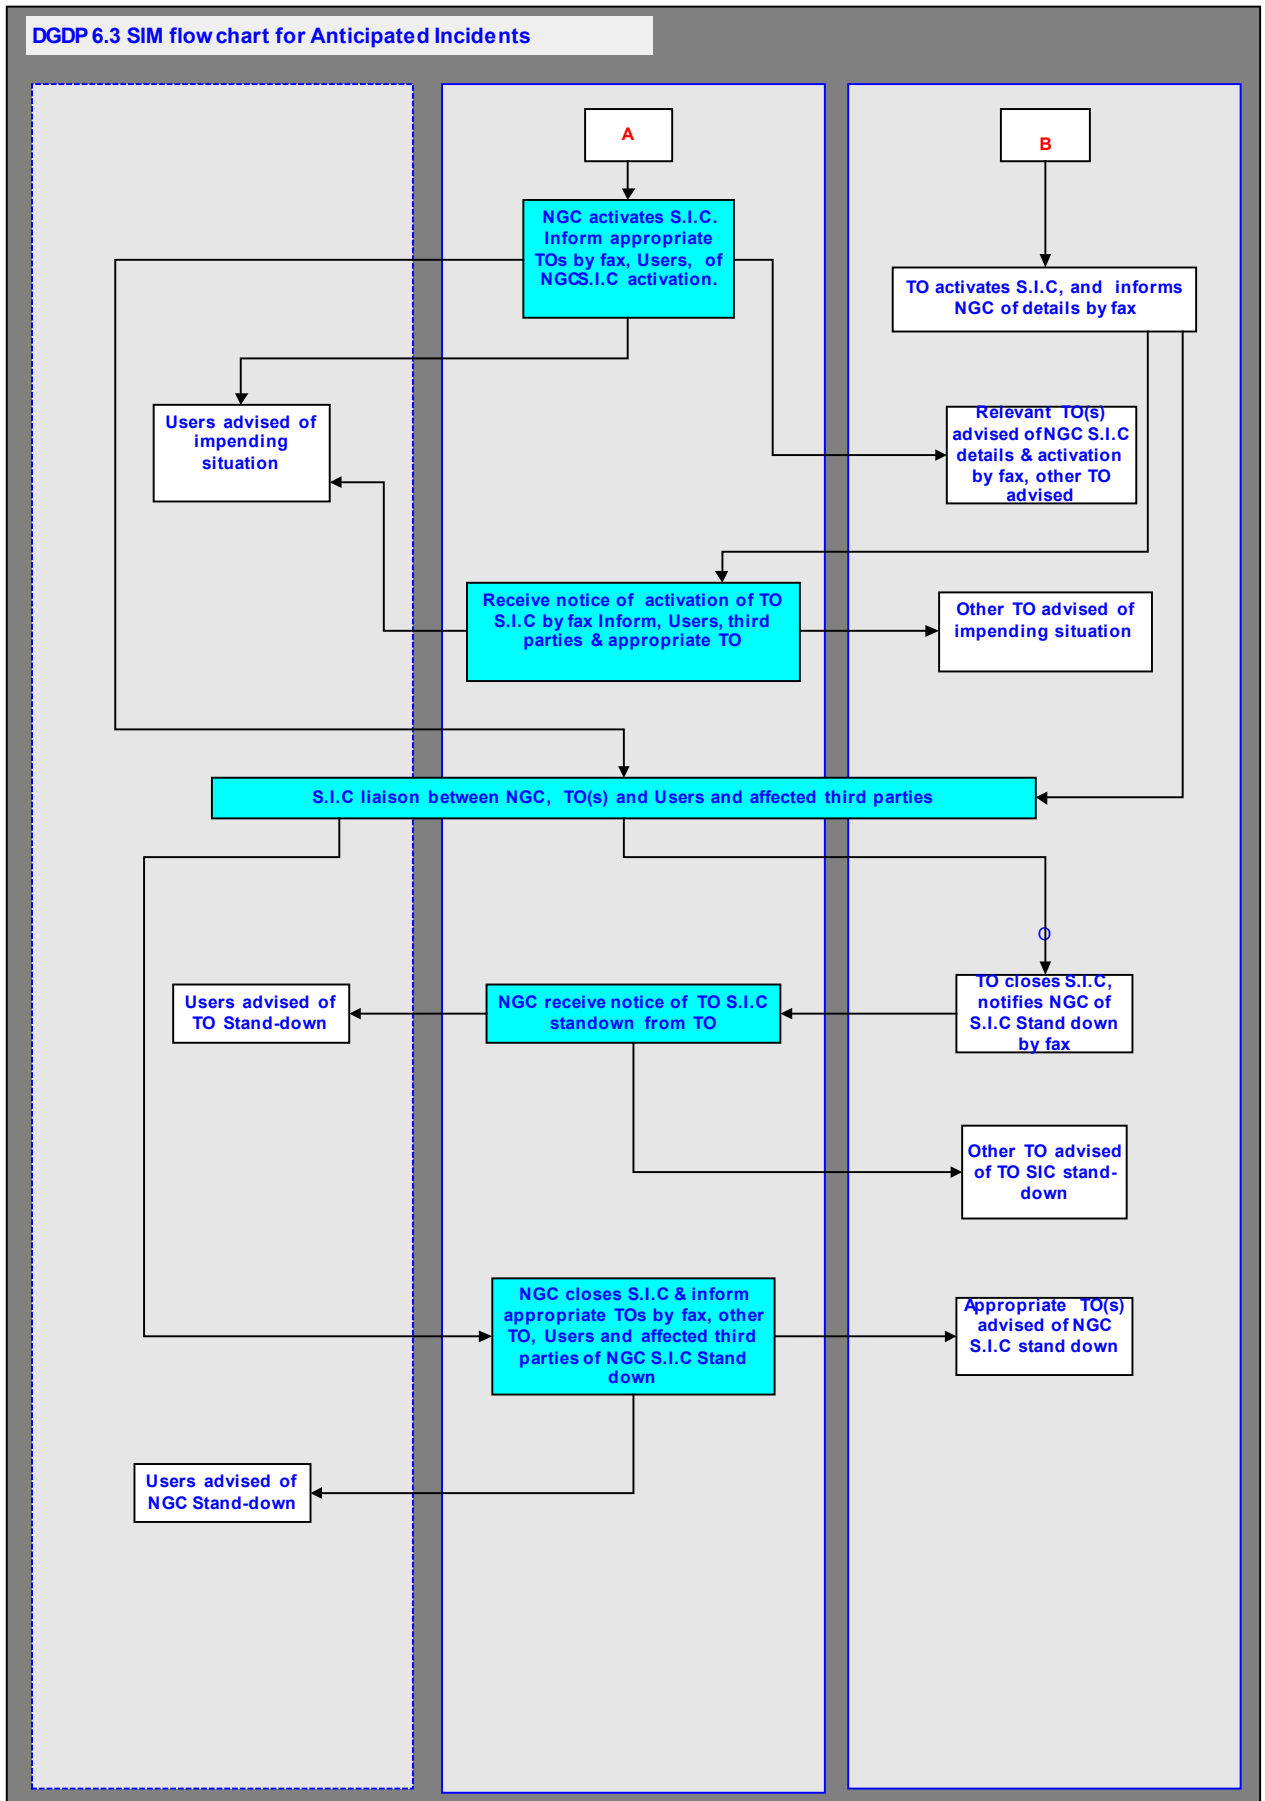 DGDP 6.3 SIM flow chart for Anticipated Incidents
A
B
NGC activates S.I.C.
Inform appropriate
TOs by fax, Users, of
NGCS.I.C activation.
TO activates S.I.C, and informs
NGC of details by fax
Users advised of
impending
situation
Relevant TO(s)
advised of NGC S.I.C
details & activation
by fax, other TO
advised
Receive notice of activation of TO
S.I.C by fax Inform, Users, third
parties & appropriate TO
Other TO advised of
impending situation
S.I.C liaison between NGC, TO(s) and Users and affected third parties
O
Users advised of
TO Stand-down
NGC receive notice of TO S.I.C
standown from TO
TO closes S.I.C,
notifies NGC of
S.I.C Stand down
by fax
Other TO advised
of TO SIC stand-
down
NGC closes S.I.C & inform
appropriate TOs by fax, other
TO, Users and affected third
parties of NGC S.I.C Stand
down
Appropriate TO(s)
advised of NGC
S.I.C stand down
Users advised of
NGC Stand-down